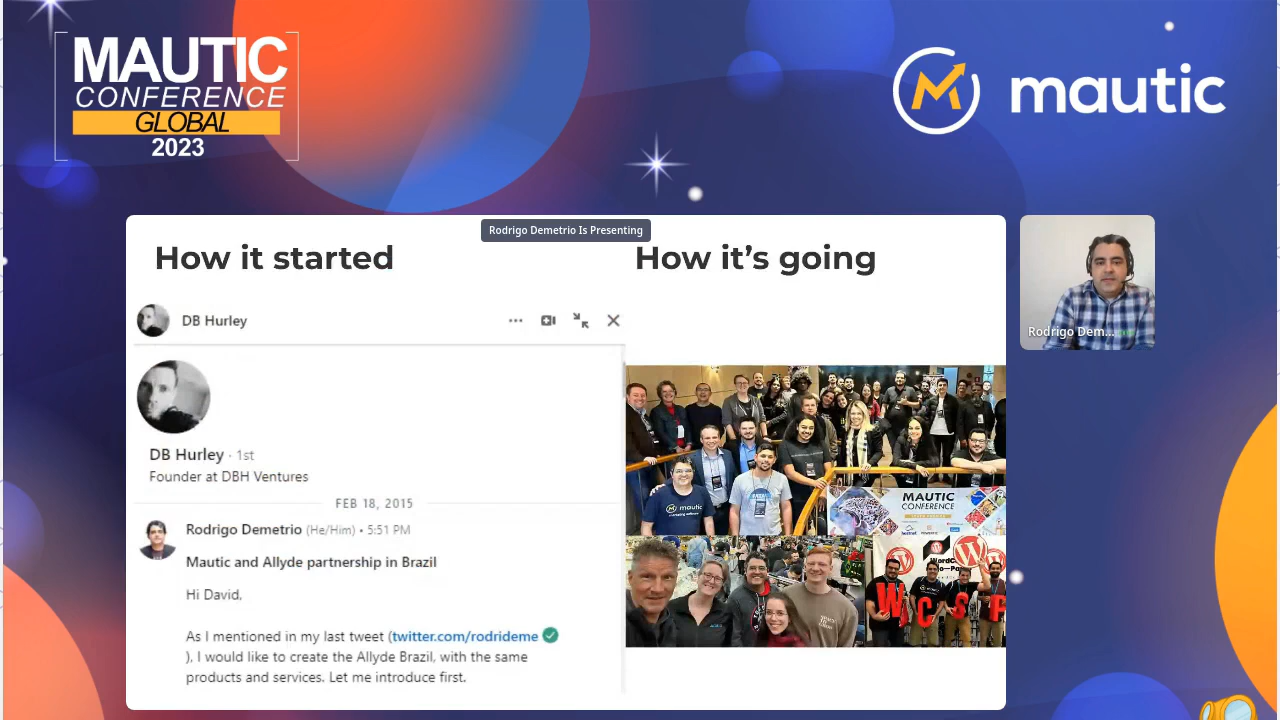 MAUTIC
CONFERENCE
GLOBAL
2023
mautic
Rodrigo Demetrio Is Presenting
How it started
How it's going
DB Hurley
DB Hurley · 1st
Founder at DBH Ventures
FEB 18, 2015
Rodrigo Demetrio (He/Him) • 5:51 PM
Mautic and Allyde partnership in Brazil
Hi David,
As I mentioned in my last tweet (twitter.com/rodrideme
), I would like to create the Allyde Brazil, with the same
products and services. Let me introduce first.
MAUTIC
CONFERENCE
mautic
W C S P
Rodrigo Dem...